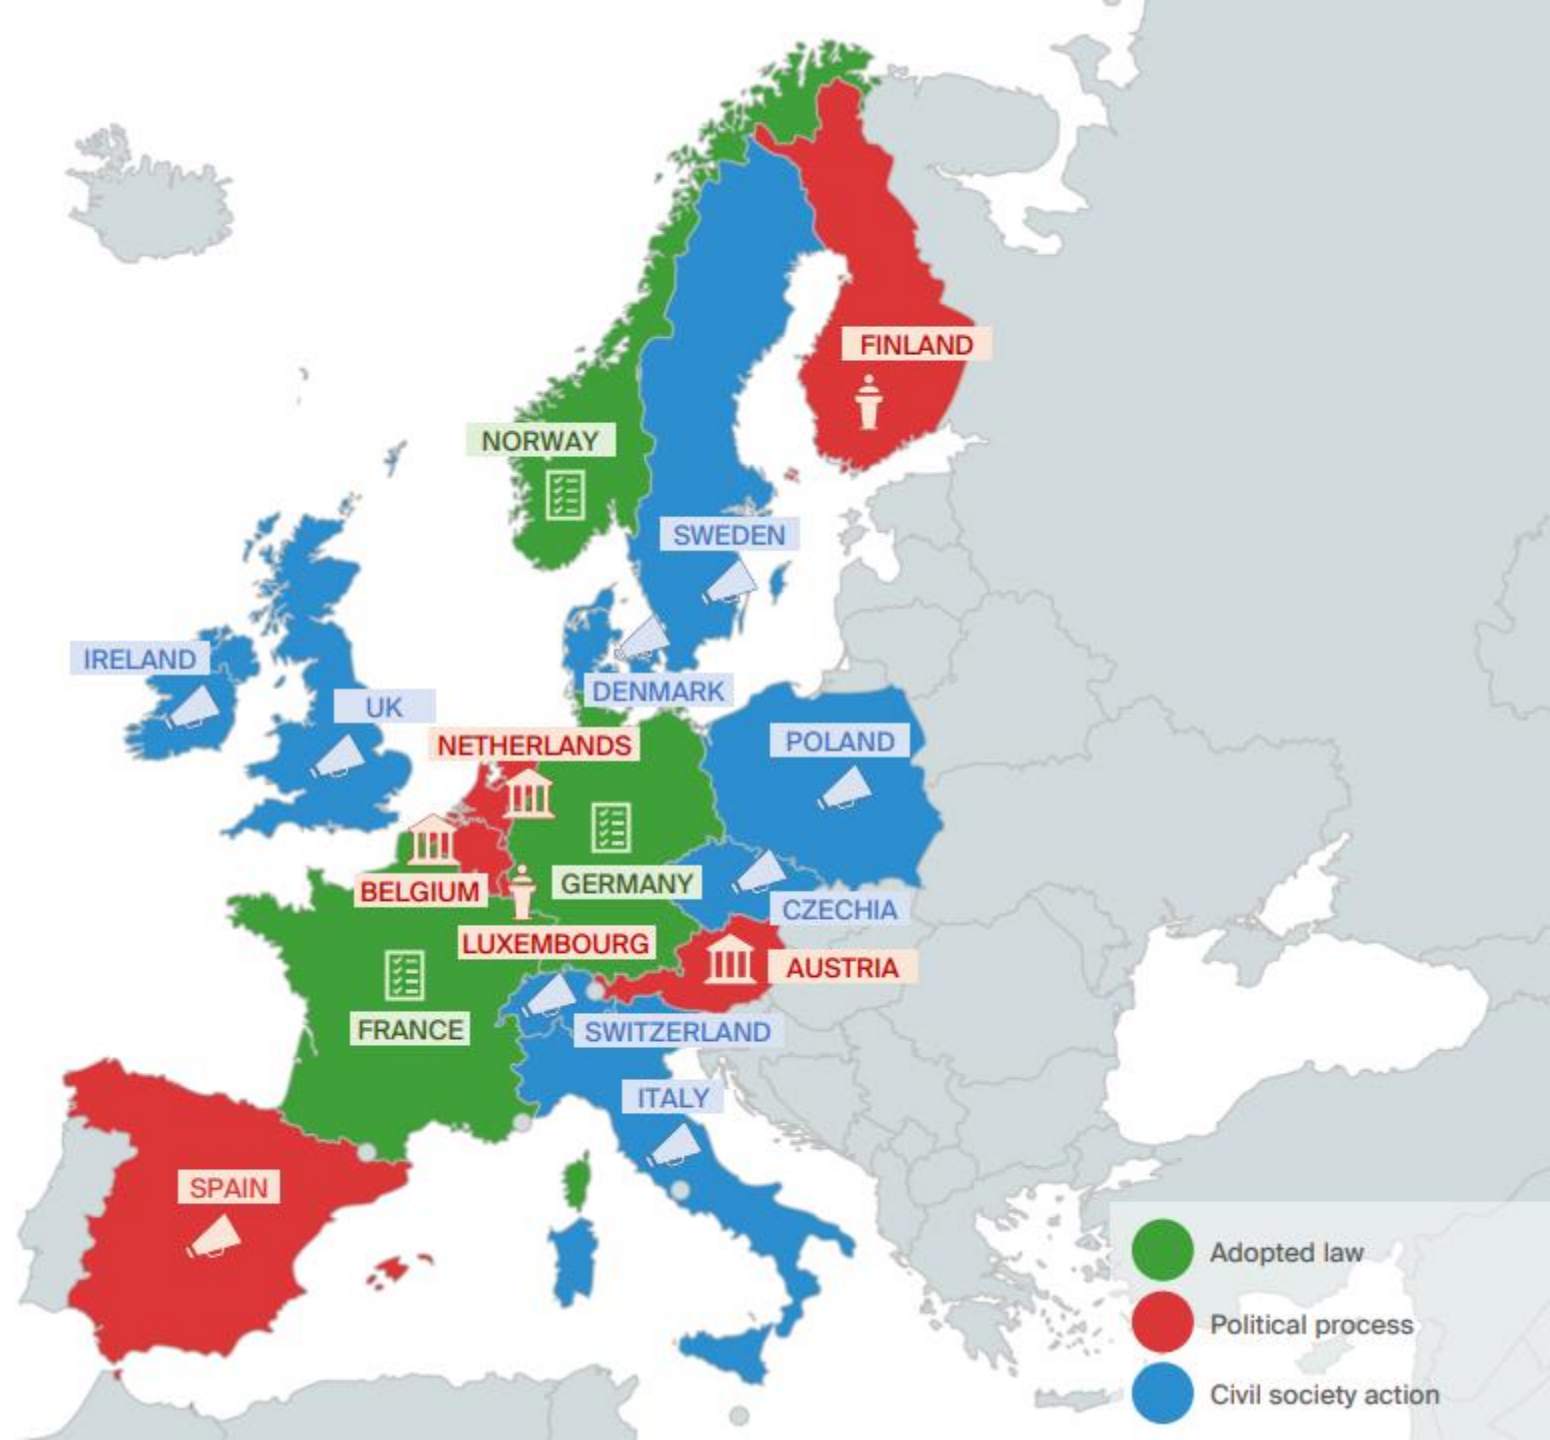 FINLAND
NORWAY
SWEDEN
IRELAND
DENMARK
UK
NETHERLANDS
POLAND
GERMANY
BELGIUM
CZECHIA
LUXEMBOURG
AUSTRIA
FRANCE
SWITZERLAND
ITALY
SPAIN
Adopted law
Political process
Civil society action